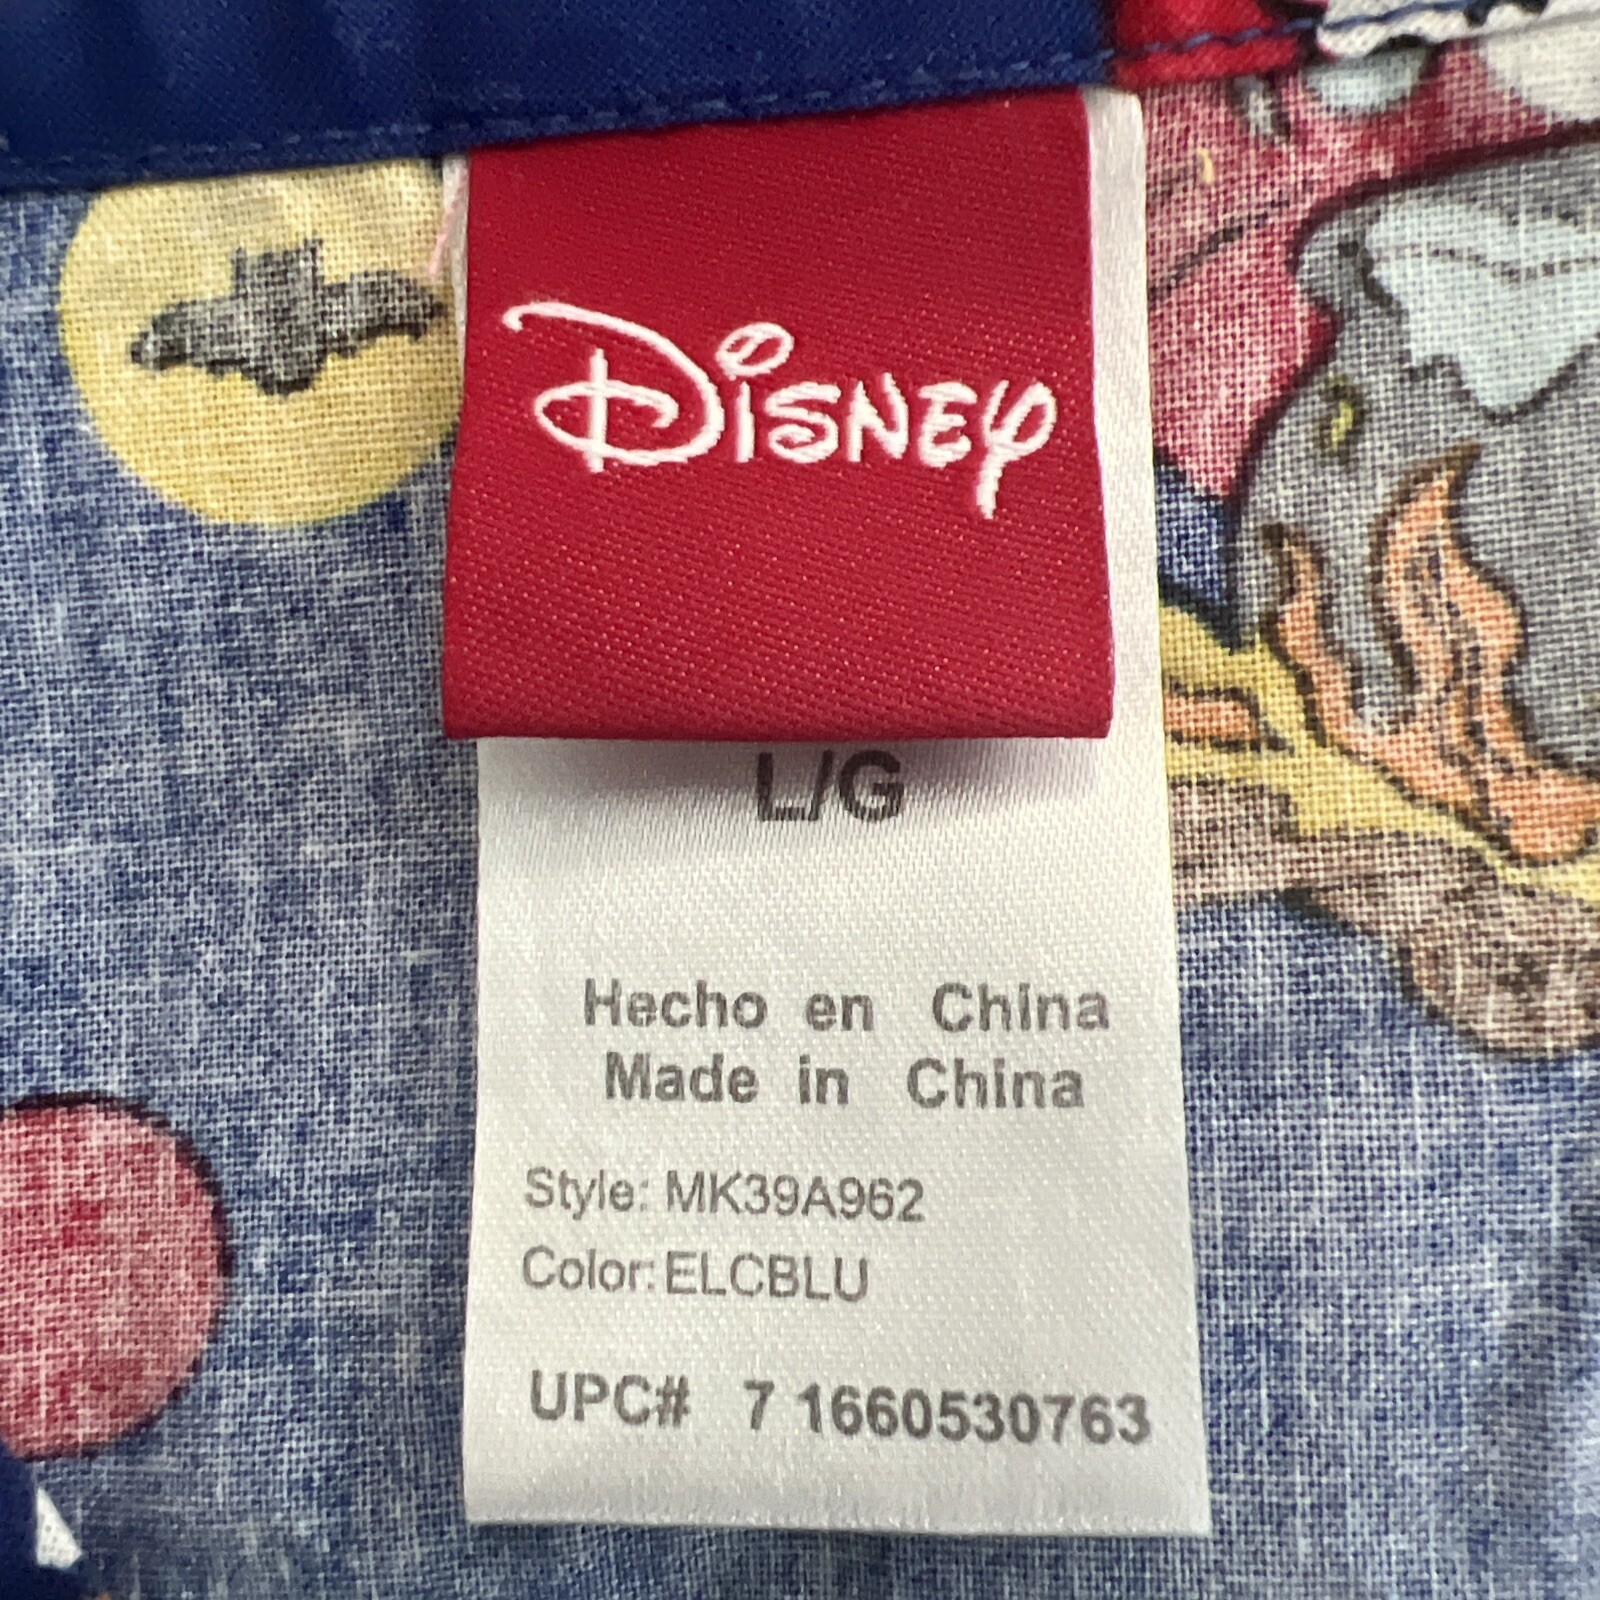 Disney
L/G
Hecho en China
Made in China
Style: MK39A962
Color: ELCBLU
UPC# 7 1660530763